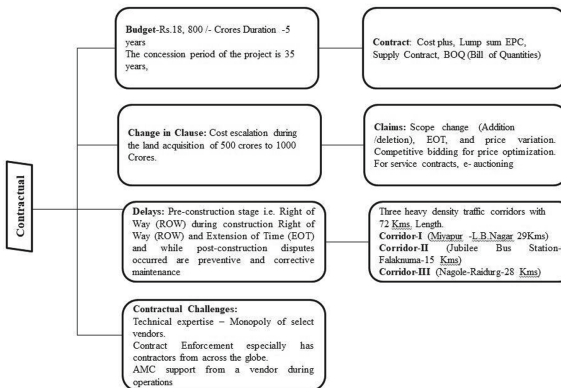 Contractual
Budget-Rs.18, 800 /- Crores Duration -5
years
The concession period of the project is 35
years,
Contract: Cost plus, Lump sum EPC,
Supply Contract, BOQ (Bill of Quantities)
Change in Clause: Cost escalation during
the land acquisition of 500 crores to 1000
Crores.
Claims: Scope change (Addition
/deletion), EOT, and price variation.
Competitive bidding for price optimization.
For service contracts, e- auctioning
Delays: Pre-construction stage i.e. Right of
Way (ROW) during construction Right of
Way (ROW) and Extension of Time (EOT)
and while post-construction disputes
occurred are preventive and corrective
maintenance
Three heavy density traffic corridors with
72 Kms, Length.
Corridor-I (Miyapur -L.B.Nagar 29Kms)
Corridor-II (Jubilee Bus Station-
Falaknuma-15 Kms)
Corridor-III (Nagole-Raidurg-28 Kms)
Contractual Challenges:
Technical expertise – Monopoly of select
vendors.
Contract Enforcement especially has
contractors from across the globe.
AMC support from a vendor during
operations